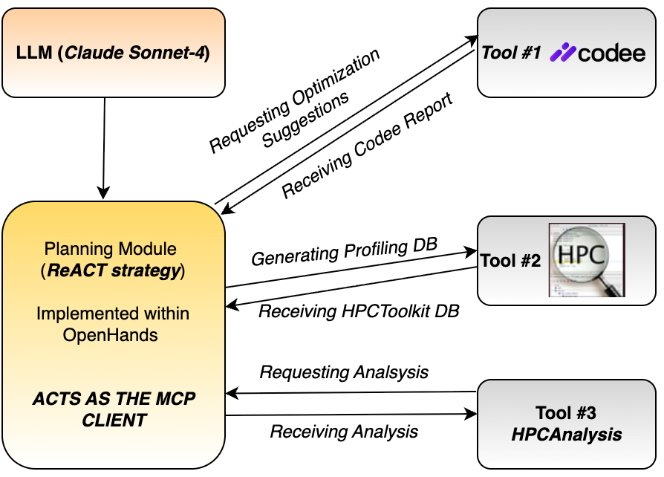 LLM (Claude Sonnet-4)
Tool #1 codee
Requesting Optimization
Suggestions
Receiving Codee Report
Planning Module
(ReACT strategy)
Implemented within
OpenHands
ACTS AS THE MCP
CLIENT
Generating Profiling DB
Receiving HPCToolkit DB
Tool #2
HPC
Requesting Analsysis
Receiving Analysis
Tool #3
HPCAnalysis